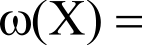 ω(X) =